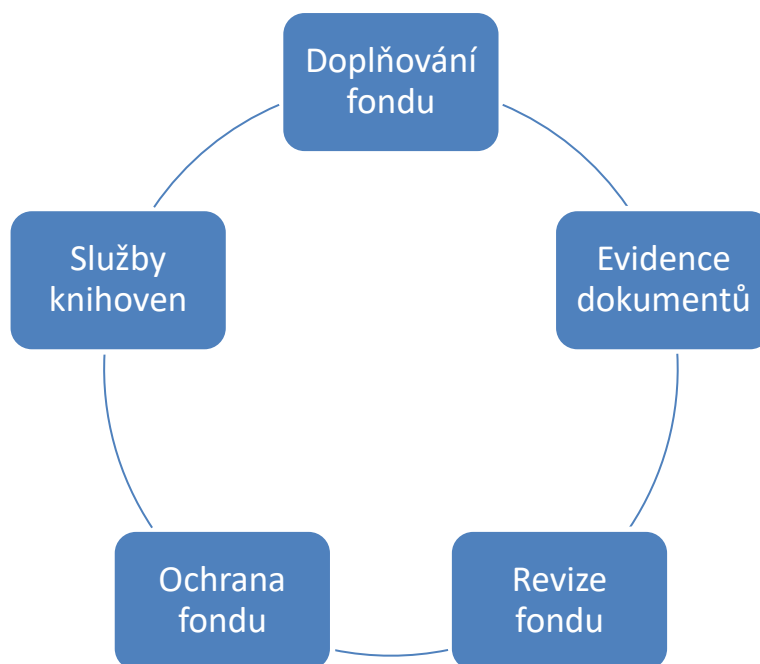 Doplňování
fondu
Služby
knihoven
Evidence
dokumentů
Ochrana
fondu
Revize
fondu